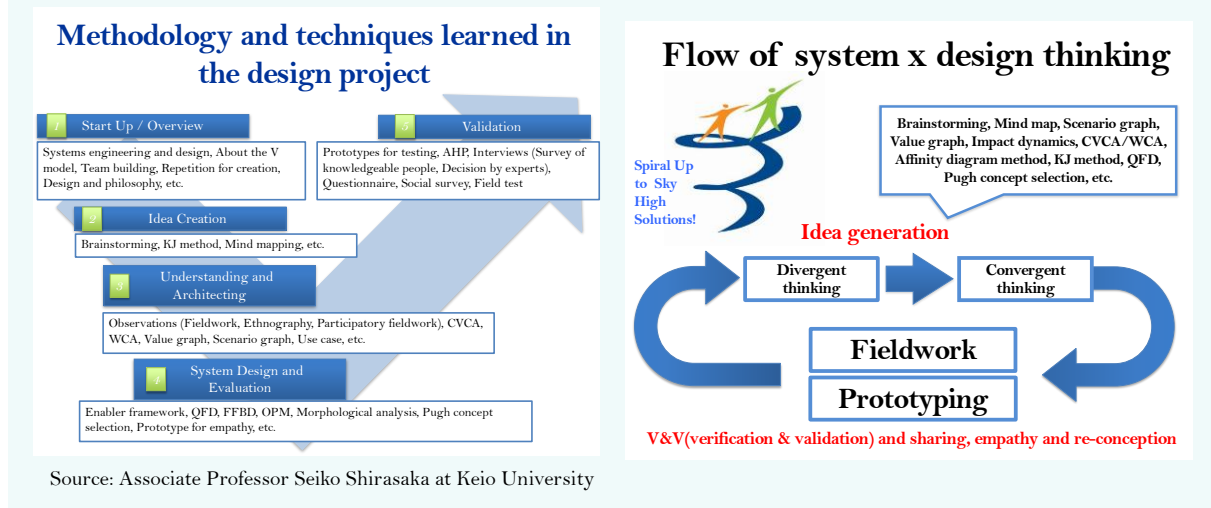 Methodology and techniques learned in
the design project
1 Start Up / Overview
Systems engineering and design, About the V
model, Team building, Repetition for creation,
Design and philosophy, etc.
5 Validation
Prototypes for testing, AHP, Interviews (Survey of
knowledgeable people, Decision by experts),
Questionnaire, Social survey, Field test
2 Idea Creation
Brainstorming, KJ method, Mind mapping, etc.
3 Understanding and
Architecting
Observations (Fieldwork, Ethnography, Participatory fieldwork), CVCA,
WCA, Value graph, Scenario graph, Use case, etc.
4 System Design and
Evaluation
Enabler framework, QFD, FFBD, OPM, Morphological analysis, Pugh concept
selection, Prototype for empathy, etc.
Source: Associate Professor Seiko Shirasaka at Keio University
Flow of system x design thinking
Spiral Up
to Sky
High
Solutions!
Brainstorming, Mind map, Scenario graph,
Value graph, Impact dynamics, CVCA/WCA,
Affinity diagram method, KJ method, QFD,
Pugh concept selection, etc.
Idea generation
Divergent
thinking
Convergent
thinking
Fieldwork
Prototyping
V&V(verification & validation) and sharing, empathy and re-conception